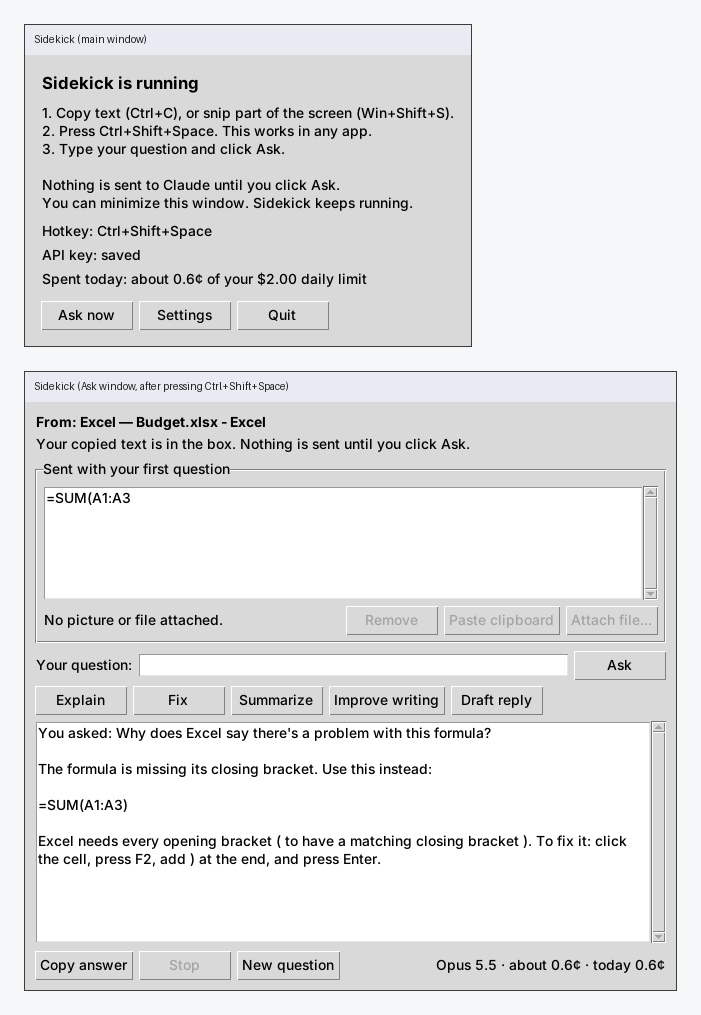 Sidekick (main window)
Sidekick is running
1. Copy text (Ctrl+C), or snip part of the screen (Win+Shift+S).
2. Press Ctrl+Shift+Space. This works in any app.
3. Type your question and click Ask.
Nothing is sent to Claude until you click Ask.
You can minimize this window. Sidekick keeps running.
Hotkey: Ctrl+Shift+Space
API key: saved
Spent today: about 0.6¢ of your $2.00 daily limit
Ask now Settings Quit
Sidekick (Ask window, after pressing Ctrl+Shift+Space)
From: Excel — Budget.xlsx - Excel
Your copied text is in the box. Nothing is sent until you click Ask.
Sent with your first question
=SUM(A1:A3
No picture or file attached. Remove Paste clipboard Attach file...
Your question: Ask
Explain Fix Summarize Improve writing Draft reply
You asked: Why does Excel say there's a problem with this formula?
The formula is missing its closing bracket. Use this instead:
=SUM(A1:A3)
Excel needs every opening bracket ( to have a matching closing bracket ). To fix it: click
the cell, press F2, add ) at the end, and press Enter.
Copy answer Stop New question Opus 5.5 · about 0.6¢ · today 0.6¢